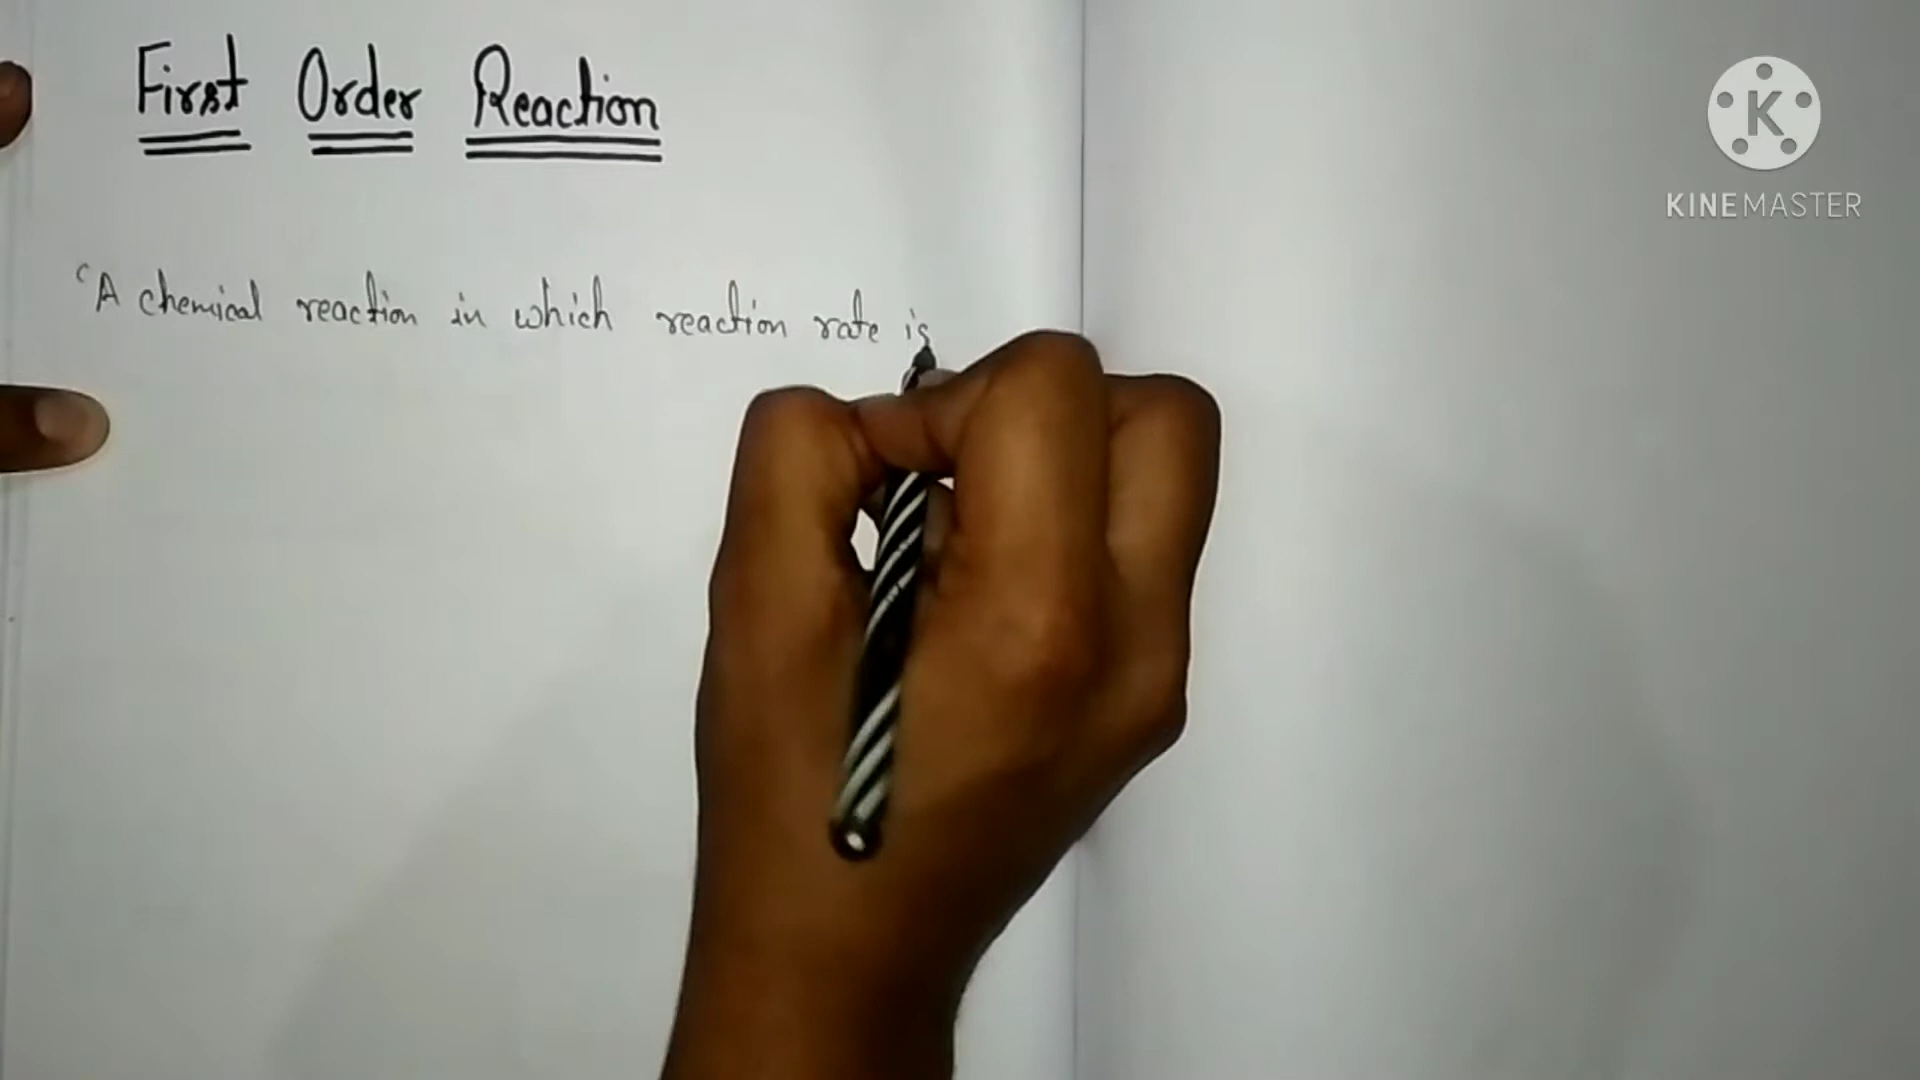 First Order Reaction
K
KINEMASTER
"A chemical reaction in which reaction rate is